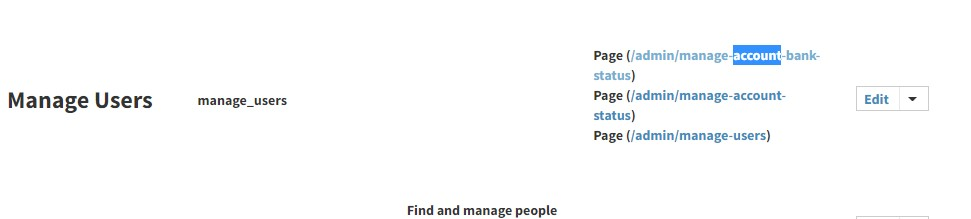 Page (/admin/manage-account-bank-
status)
Manage Users
manage_users
Page (/admin/manage-account-
status)
Page (/admin/manage-users)
Edit
Find and manage people